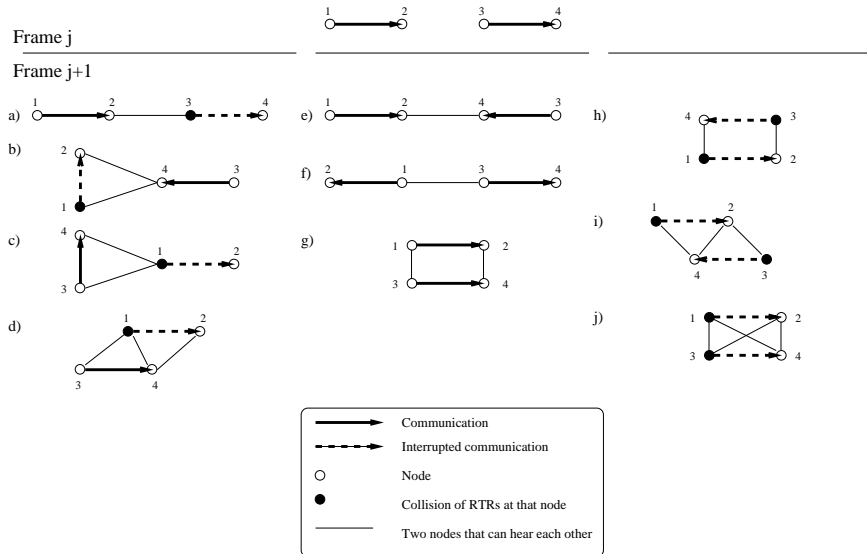 1 2 3 4
Frame j
Frame j+1
a) 1 2 3 4
e) 1 2 4 3
h) 4 3
1 2
b) 2 4 3
1
f) 2 1 3 4
i) 1 2
4 3
c) 4 1 2
3
g) 1 2
3 4
d) 1 2
3 4
j) 1 2
3 4
Communication
Interrupted communication
Node
Collision of RTRs at that node
Two nodes that can hear each other